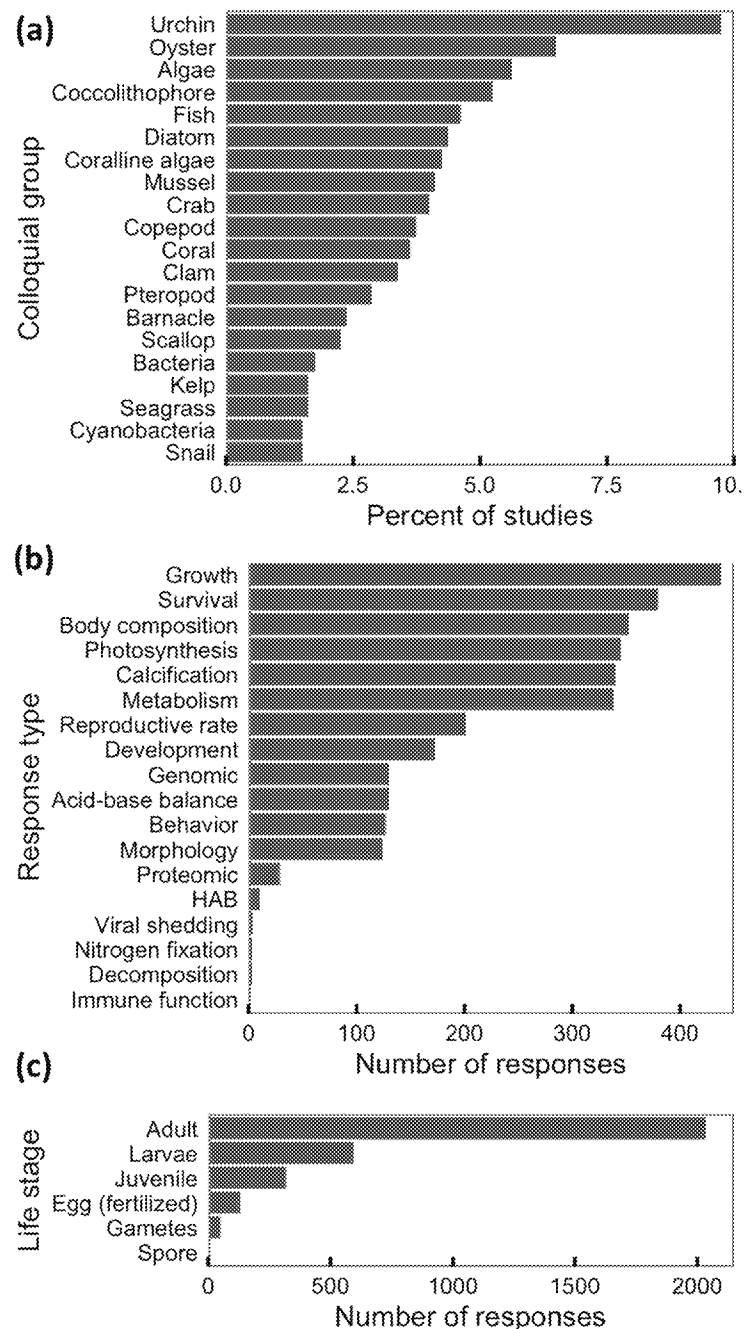 (a)
Colloquial group
Urchin
Oyster
Algae
Coccolithophore
Fish
Diatom
Coralline algae
Mussel
Crab
Copepod
Coral
Clam
Pteropod
Barnacle
Scallop
Bacteria
Kelp
Seagrass
Cyanobacteria
Snail
0.0 2.5 5.0 7.5 10.
Percent of studies
(b)
Response type
Growth
Survival
Body composition
Photosynthesis
Calcification
Metabolism
Reproductive rate
Development
Genomic
Acid-base balance
Behavior
Morphology
Proteomic
HAB
Viral shedding
Nitrogen fixation
Decomposition
Immune function
0 100 200 300 400
Number of responses
(c)
Life stage
Adult
Larvae
Juvenile
Egg (fertilized)
Gametes
Spore
0 500 1000 1500 2000
Number of responses